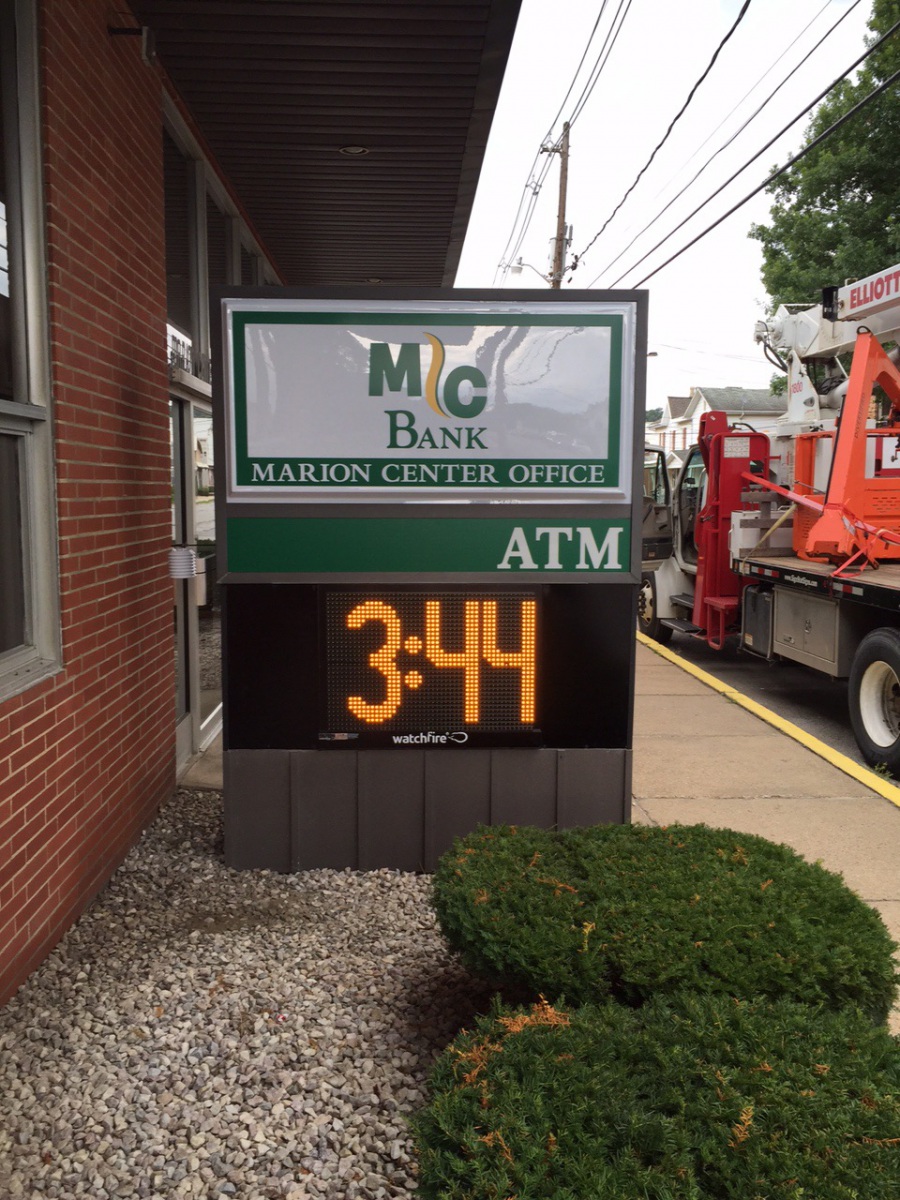 MC
BANK
MARION CENTER OFFICE
ATM
3:44
watchfire
ELLIOTT